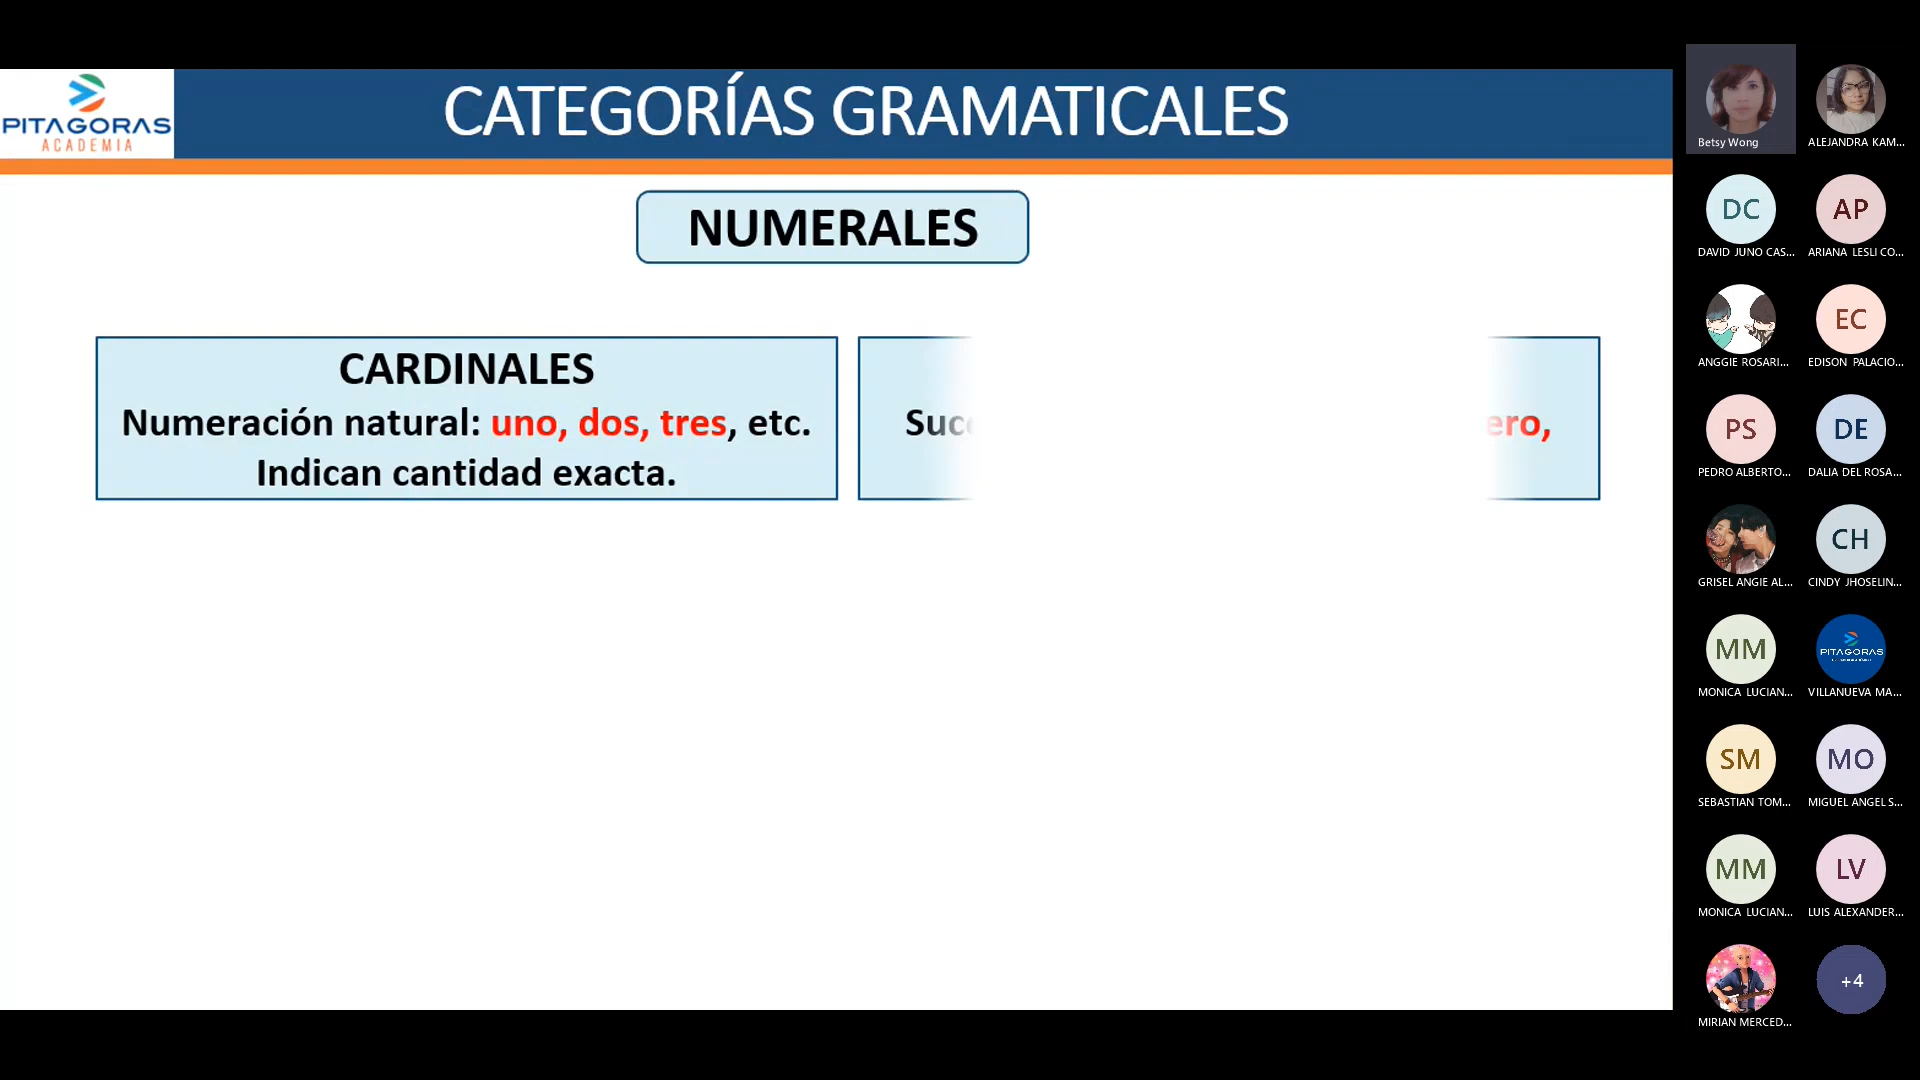 PITAGORAS
ACADEMIA
CATEGORÍAS GRAMATICALES
NUMERALES
CARDINALES
Numeración natural: uno, dos, tres, etc.
Indican cantidad exacta.
Betsy Wong
ALEJANDRA KAM...
DC
AP
DAVID JUNO CAS...
ARIANA LESLI CO...
EC
ANGGIE ROSARI...
EDISON PALACIO...
PS
DE
PEDRO ALBERTO...
DALIA DEL ROSA...
CH
GRISEL ANGIE AL...
CINDY JHOSELIN...
MM
PITAGORAS
MONICA LUCIAN...
VILLANUEVA MA...
SM
MO
SEBASTIAN TOM...
MIGUEL ANGEL S...
MM
LV
MONICA LUCIAN...
LUIS ALEXANDER...
+4
MIRIAN MERCED...